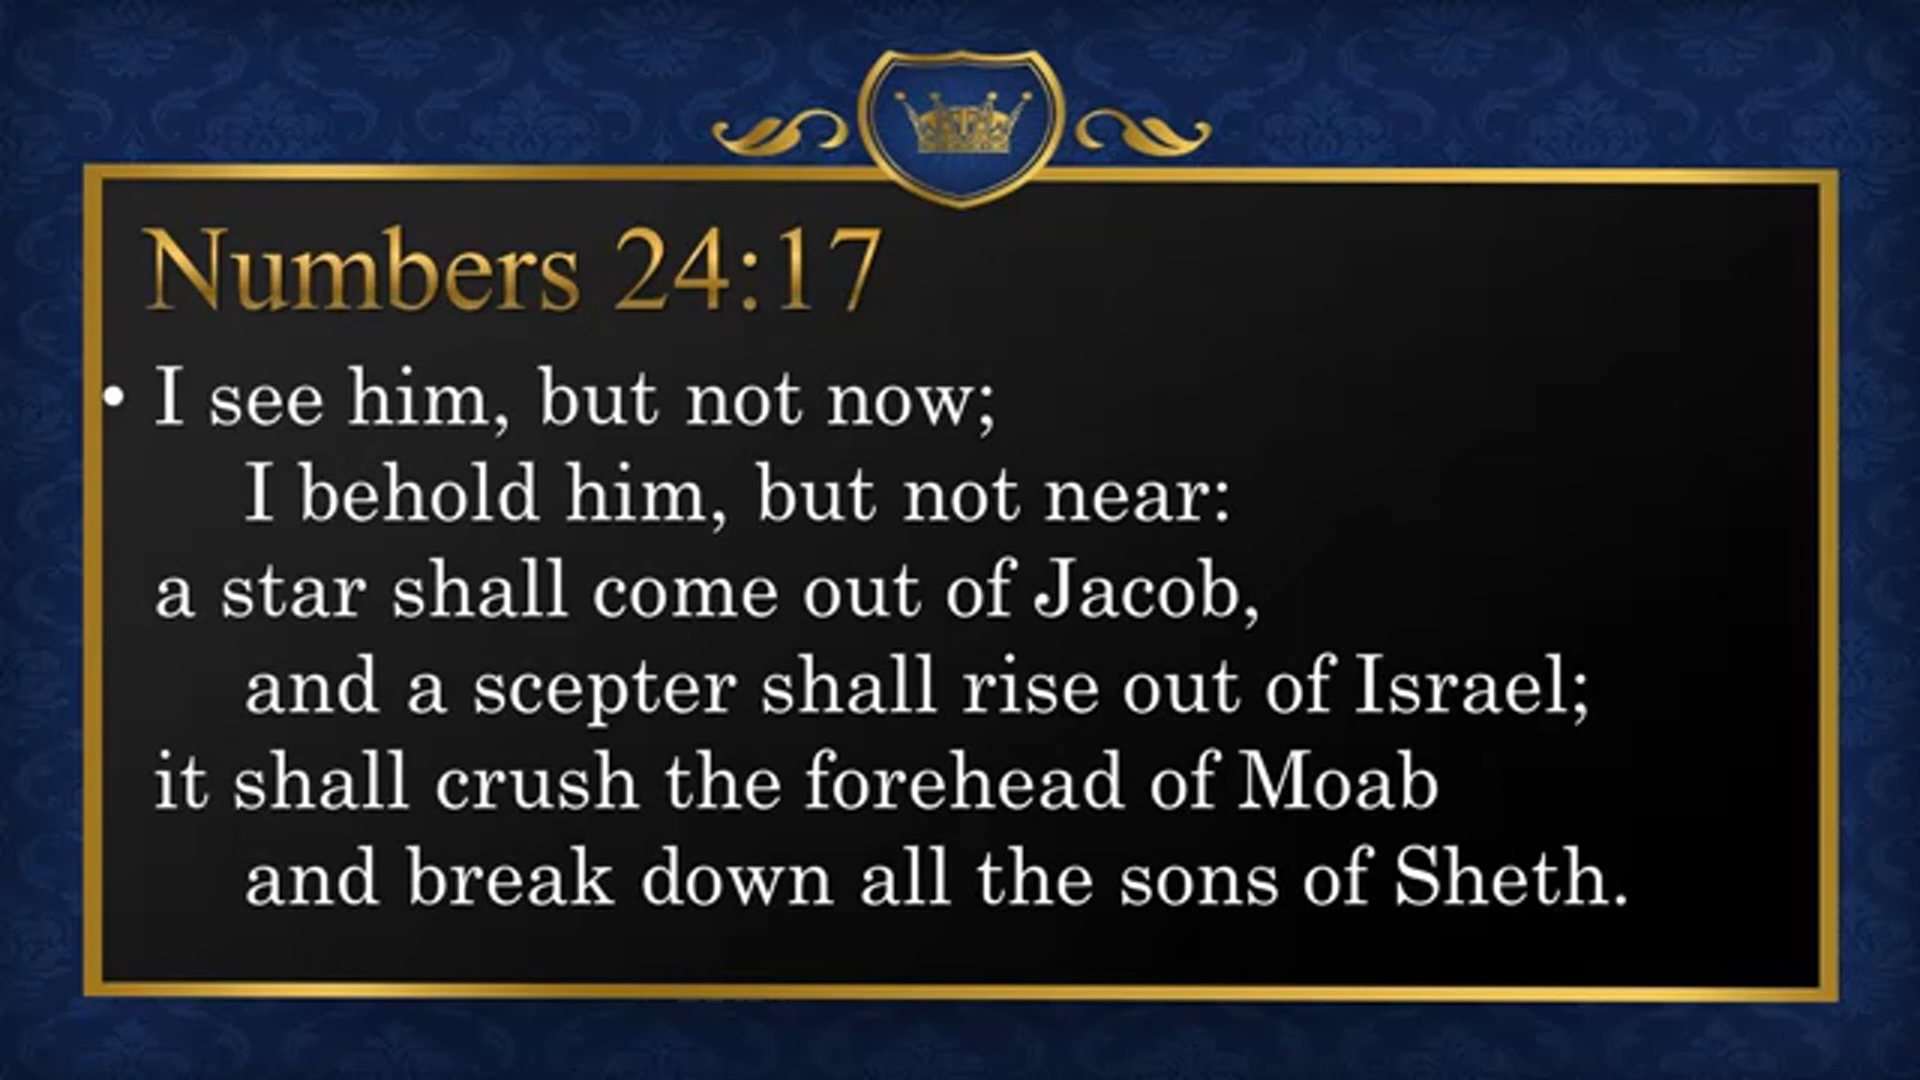 Numbers 24:17
• I see him, but not now;
I behold him, but not near:
a star shall come out of Jacob,
and a scepter shall rise out of Israel;
it shall crush the forehead of Moab
and break down all the sons of Sheth.